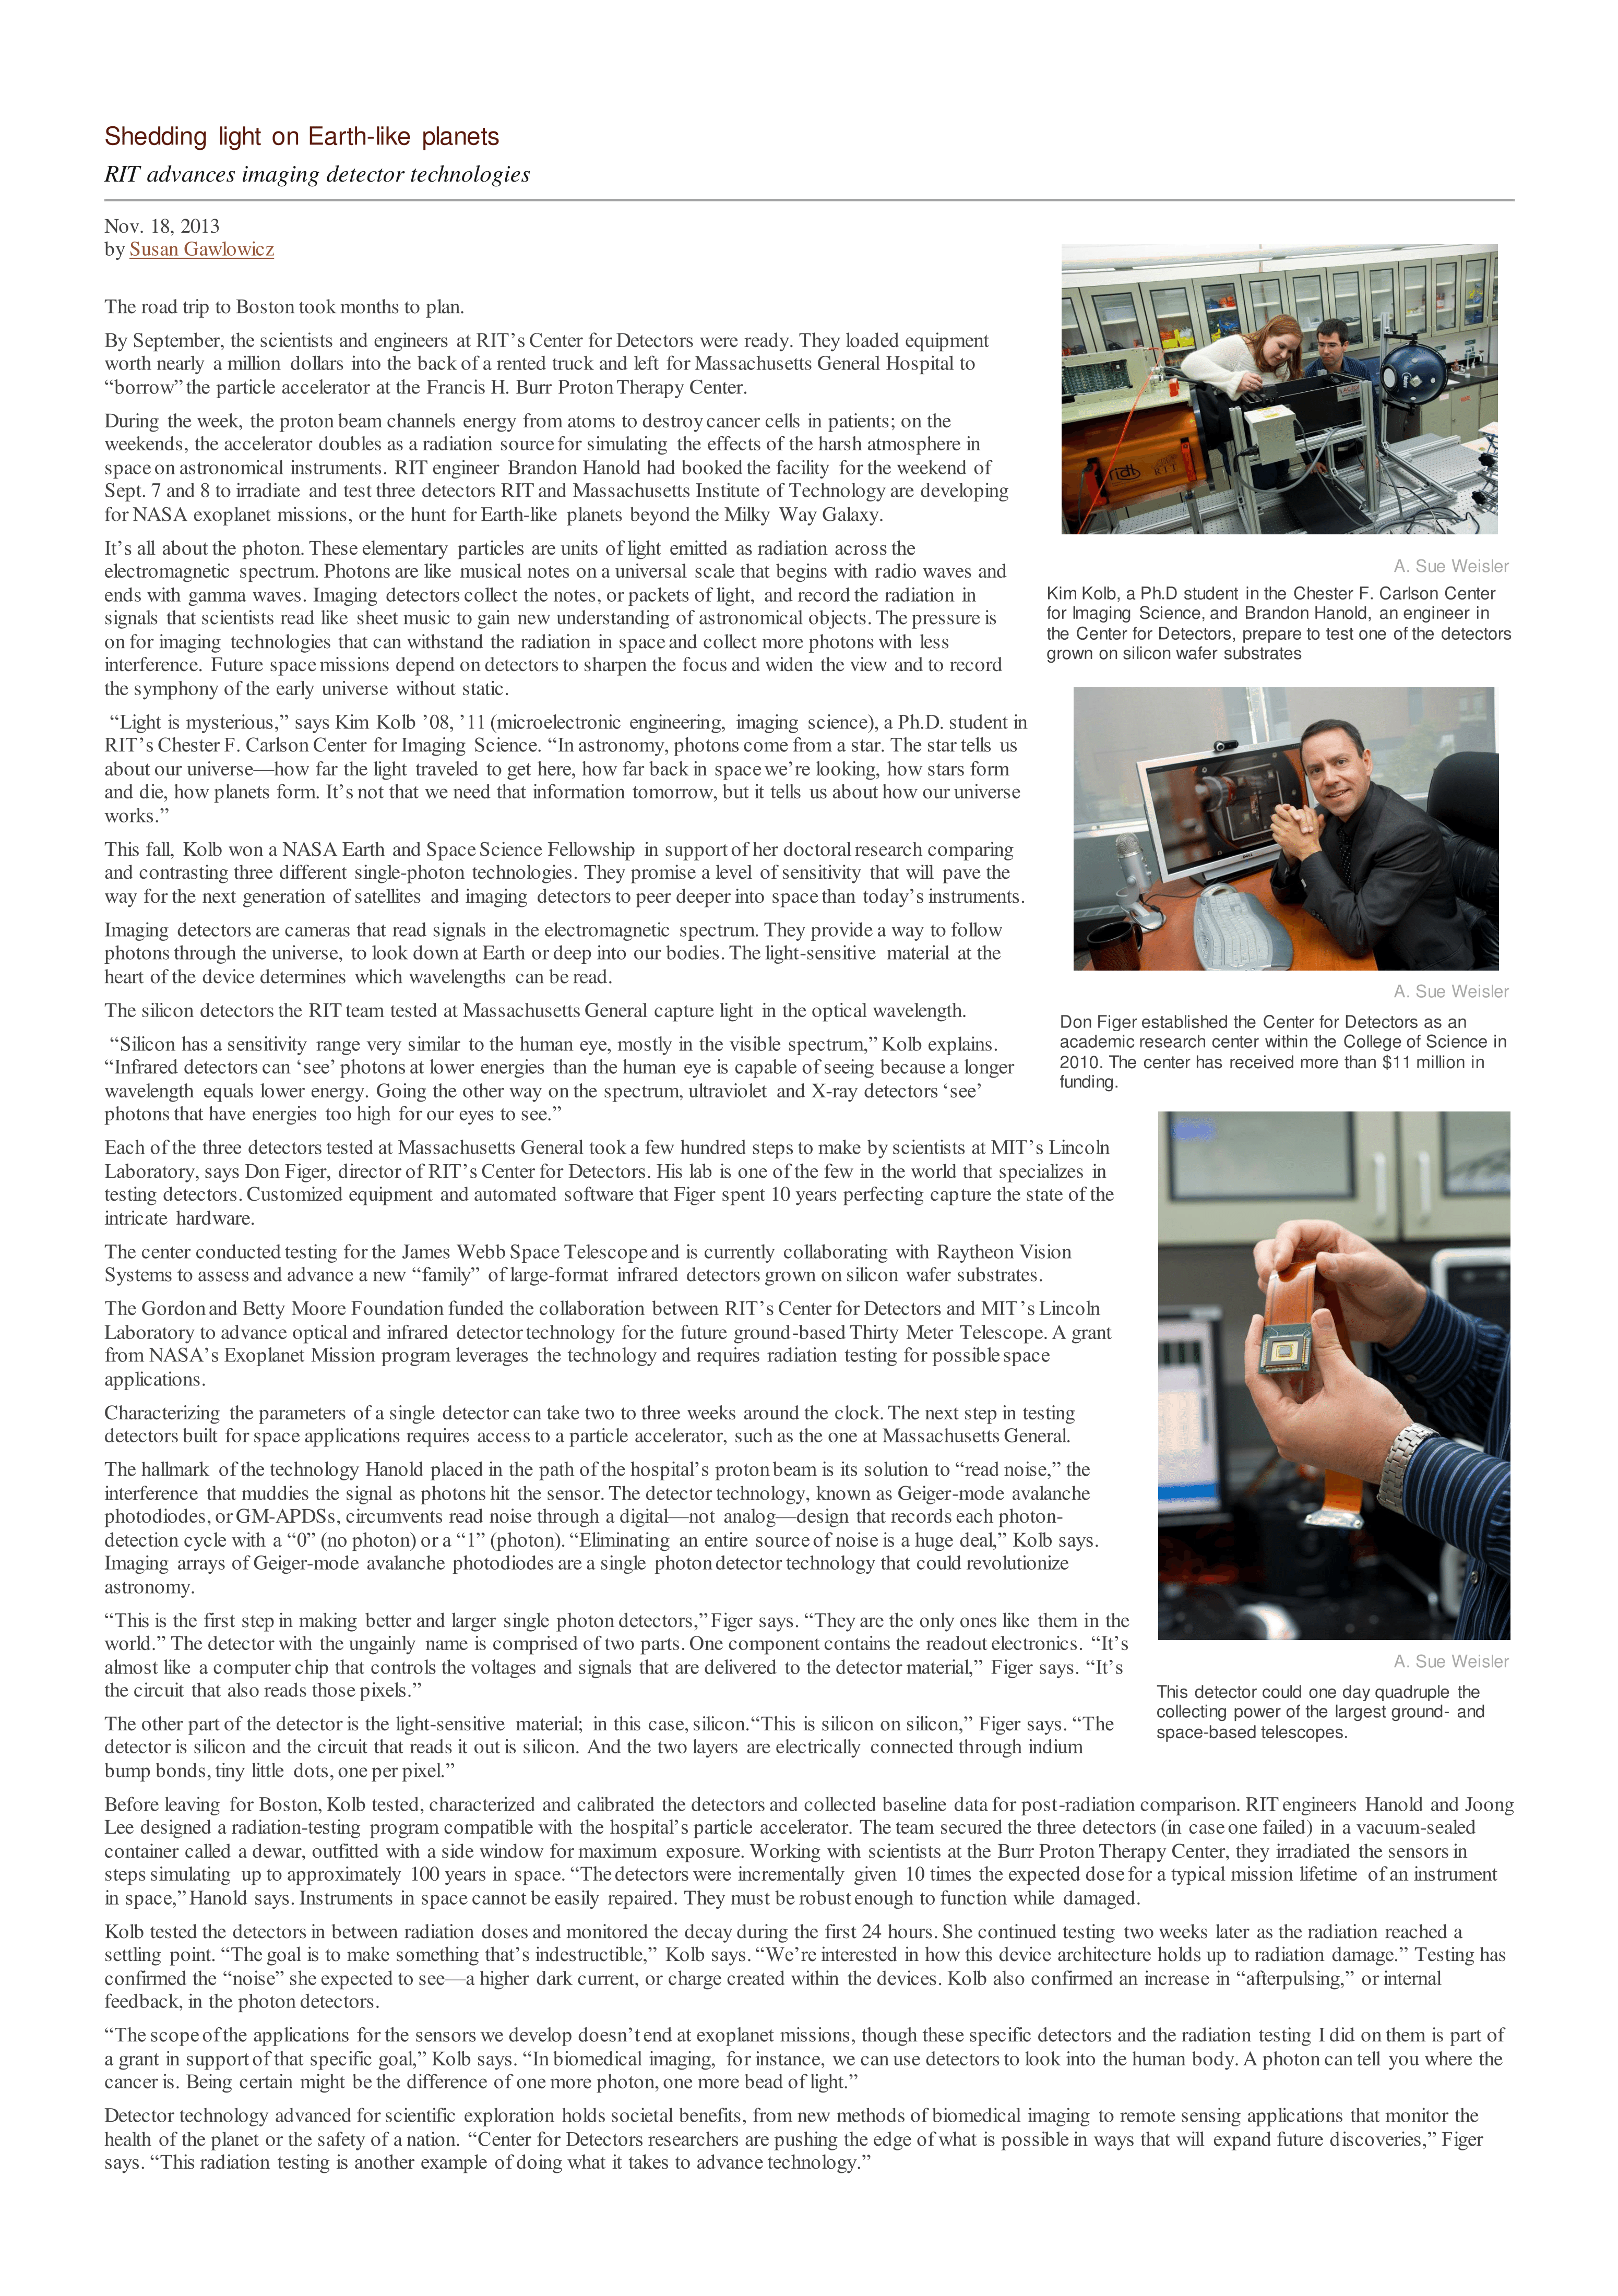 Shedding light on Earth-like planets
RIT advances imaging detector technologies
Nov. 18, 2013
by Susan Gawlowicz
The road trip to Boston took months to plan.
By September, the scientists and engineers at RIT's Center for Detectors were ready. They loaded equipment
worth nearly a million dollars into the back of a rented truck and left for Massachusetts General Hospital to
“borrow” the particle accelerator at the Francis H. Burr Proton Therapy Center.
During the week, the proton beam channels energy from atoms to destroy cancer cells in patients; on the
weekends, the accelerator doubles as a radiation source for simulating the effects of the harsh atmosphere in
space on astronomical instruments. RIT engineer Brandon Hanold had booked the facility for the weekend of
Sept. 7 and 8 to irradiate and test three detectors RIT and Massachusetts Institute of Technology are developing
for NASA exoplanet missions, or the hunt for Earth-like planets beyond the Milky Way Galaxy.
It’s all about the photon. These elementary particles are units of light emitted as radiation across the
electromagnetic spectrum. Photons are like musical notes on a universal scale that begins with radio waves and
ends with gamma waves. Imaging detectors collect the notes, or packets of light, and record the radiation in
signals that scientists read like sheet music to gain new understanding of astronomical objects. The pressure is
on for imaging technologies that can withstand the radiation in space and collect more photons with less
interference. Future space missions depend on detectors to sharpen the focus and widen the view and to record
the symphony of the early universe without static.
“Light is mysterious,” says Kim Kolb ’08, ’11 (microelectronic engineering, imaging science), a Ph.D. student in
RIT’s Chester F. Carlson Center for Imaging Science. “In astronomy, photons come from a star. The star tells us
about our universe—how far the light traveled to get here, how far back in space we’re looking, how stars form
and die, how planets form. It’s not that we need that information tomorrow, but it tells us about how our universe
works.”
This fall, Kolb won a NASA Earth and Space Science Fellowship in support of her doctoral research comparing
and contrasting three different single-photon technologies. They promise a level of sensitivity that will pave the
way for the next generation of satellites and imaging detectors to peer deeper into space than today’s instruments.
Imaging detectors are cameras that read signals in the electromagnetic spectrum. They provide a way to follow
photons through the universe, to look down at Earth or deep into our bodies. The light-sensitive material at the
heart of the device determines which wavelengths can be read.
The silicon detectors the RIT team tested at Massachusetts General capture light in the optical wavelength.
“Silicon has a sensitivity range very similar to the human eye, mostly in the visible spectrum,” Kolb explains.
“Infrared detectors can ‘see’ photons at lower energies than the human eye is capable of seeing because a longer
wavelength equals lower energy. Going the other way on the spectrum, ultraviolet and X-ray detectors ‘see’
photons that have energies too high for our eyes to see.”
Each of the three detectors tested at Massachusetts General took a few hundred steps to make by scientists at MIT’s Lincoln
Laboratory, says Don Figer, director of RIT’s Center for Detectors. His lab is one of the few in the world that specializes in
testing detectors. Customized equipment and automated software that Figer spent 10 years perfecting capture the state of the
intricate hardware.
The center conducted testing for the James Webb Space Telescope and is currently collaborating with Raytheon Vision
Systems to assess and advance a new “family” of large-format infrared detectors grown on silicon wafer substrates.
The Gordon and Betty Moore Foundation funded the collaboration between RIT’s Center for Detectors and MIT’s Lincoln
Laboratory to advance optical and infrared detector technology for the future ground-based Thirty Meter Telescope. A grant
from NASA’s Exoplanet Mission program leverages the technology and requires radiation testing for possible space
applications.
Characterizing the parameters of a single detector can take two to three weeks around the clock. The next step in testing
detectors built for space applications requires access to a particle accelerator, such as the one at Massachusetts General.
The hallmark of the technology Hanold placed in the path of the hospital’s proton beam is its solution to “read noise,” the
interference that muddies the signal as photons hit the sensor. The detector technology, known as Geiger-mode avalanche
photodiodes, or GM-APDSs, circumvents read noise through a digital—not analog—design that records each photon-
detection cycle with a “0” (no photon) or a “1” (photon). “Eliminating an entire source of noise is a huge deal,” Kolb says.
Imaging arrays of Geiger-mode avalanche photodiodes are a single photon detector technology that could revolutionize
astronomy.
“This is the first step in making better and larger single photon detectors,” Figer says. “They are the only ones like them in the
world.” The detector with the ungainly name is comprised of two parts. One component contains the readout electronics. “It’s
almost like a computer chip that controls the voltages and signals that are delivered to the detector material,” Figer says. “It’s
the circuit that also reads those pixels.”
The other part of the detector is the light-sensitive material; in this case, silicon.“This is silicon on silicon,” Figer says. “The
detector is silicon and the circuit that reads it out is silicon. And the two layers are electrically connected through indium
bump bonds, tiny little dots, one per pixel.”
Before leaving for Boston, Kolb tested, characterized and calibrated the detectors and collected baseline data for post-radiation comparison. RIT engineers Hanold and Joong
Lee designed a radiation-testing program compatible with the hospital’s particle accelerator. The team secured the three detectors (in case one failed) in a vacuum-sealed
container called a dewar, outfitted with a side window for maximum exposure. Working with scientists at the Burr Proton Therapy Center, they irradiated the sensors in
steps simulating up to approximately 100 years in space. “The detectors were incrementally given 10 times the expected dose for a typical mission lifetime of an instrument
in space,” Hanold says. Instruments in space cannot be easily repaired. They must be robust enough to function while damaged.
Kolb tested the detectors in between radiation doses and monitored the decay during the first 24 hours. She continued testing two weeks later as the radiation reached a
settling point. “The goal is to make something that’s indestructible,” Kolb says. “We’re interested in how this device architecture holds up to radiation damage.” Testing has
confirmed the “noise” she expected to see—a higher dark current, or charge created within the devices. Kolb also confirmed an increase in “afterpulsing,” or internal
feedback, in the photon detectors.
“The scope of the applications for the sensors we develop doesn’t end at exoplanet missions, though these specific detectors and the radiation testing I did on them is part of
a grant in support of that specific goal,” Kolb says. “In biomedical imaging, for instance, we can use detectors to look into the human body. A photon can tell you where the
cancer is. Being certain might be the difference of one more photon, one more bead of light.”
Detector technology advanced for scientific exploration holds societal benefits, from new methods of biomedical imaging to remote sensing applications that monitor the
health of the planet or the safety of a nation. “Center for Detectors researchers are pushing the edge of what is possible in ways that will expand future discoveries,” Figer
says. “This radiation testing is another example of doing what it takes to advance technology.”
idtl
RIT
A. Sue Weisler
Kim Kolb, a Ph.D student in the Chester F. Carlson Center
for Imaging Science, and Brandon Hanold, an engineer in
the Center for Detectors, prepare to test one of the detectors
grown on silicon wafer substrates
DELL
A. Sue Weisler
Don Figer established the Center for Detectors as an
academic research center within the College of Science in
2010. The center has received more than $11 million in
funding.
A. Sue Weisler
This detector could one day quadruple the
collecting power of the largest ground- and
space-based telescopes.